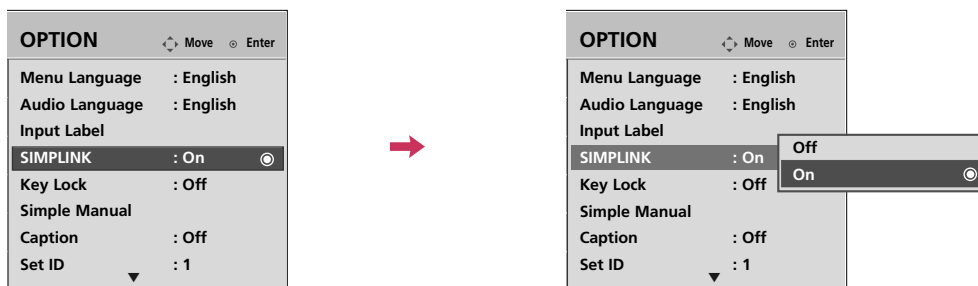 OPTION Move Enter
Menu Language : English
Audio Language : English
Input Label
SIMPLINK : On
Key Lock : Off
Simple Manual
Caption : Off
Set ID : 1
OPTION Move Enter
Menu Language : English
Audio Language : English
Input Label
SIMPLINK : On
Key Lock : Off
Simple Manual
Caption : Off
Set ID : 1
Off
On